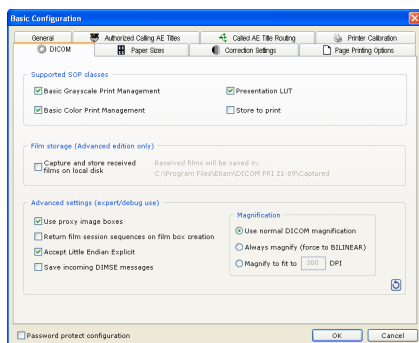 Basic Configuration
General
Authorized Calling AE Titles
Called AE Title Routing
Printer Calibration
DICOM
Paper Sizes
Correction Settings
Page Printing Options
Supported SOP classes
Basic Grayscale Print Management
Presentation LUT
Basic Color Print Management
Store to print
Film storage (Advanced edition only)
Capture and store received
films on local disk
Received films will be saved in:
C:\Program Files\Etiam\DICOM PRI 21-09\Captured
Advanced settings (expert/debug use)
Use proxy image boxes
Return film session sequences on film box creation
Accept Little Endian Explicit
Save incoming DIMSE messages
Magnification
Use normal DICOM magnification
Always magnify (force to BILINEAR)
Magnify to fit to 300 DPI
Password protect configuration
OK
Cancel